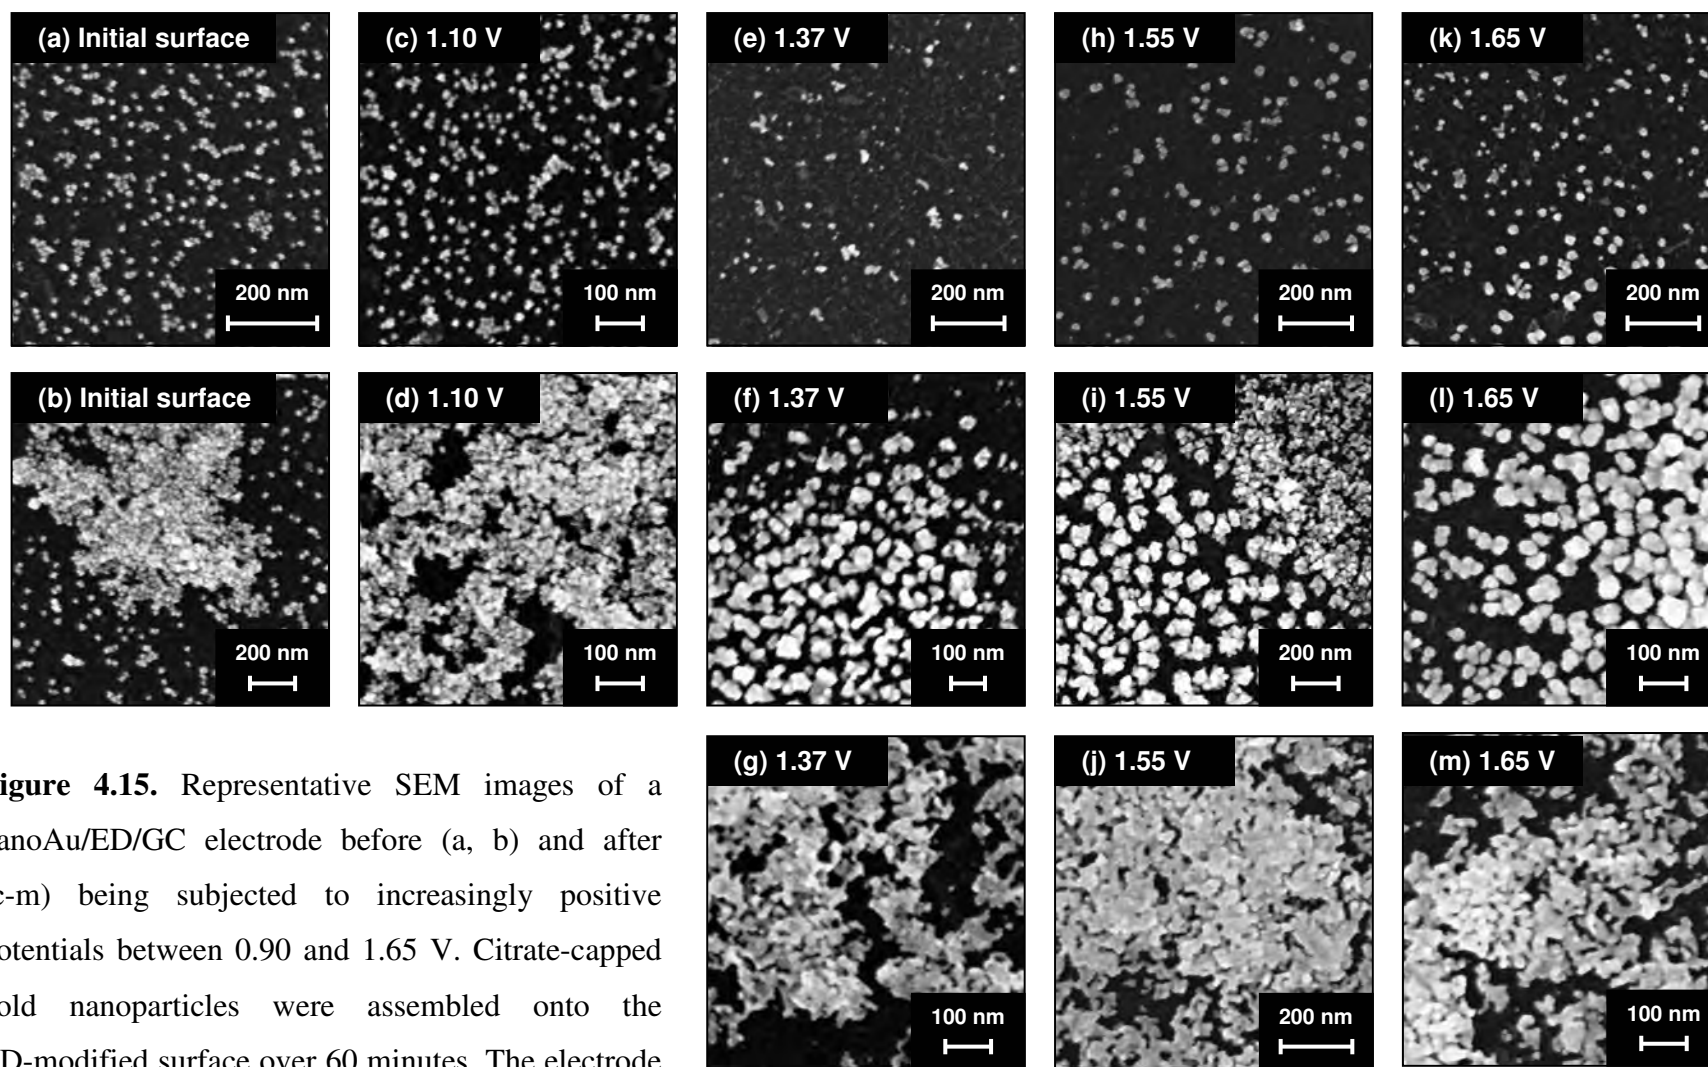 (a) Initial surface
200 nm
(c) 1.10 V
100 nm
(e) 1.37 V
200 nm
(h) 1.55 V
200 nm
(k) 1.65 V
200 nm
(b) Initial surface
200 nm
(d) 1.10 V
100 nm
(f) 1.37 V
100 nm
(i) 1.55 V
200 nm
(l) 1.65 V
100 nm
(g) 1.37 V
100 nm
(j) 1.55 V
200 nm
(m) 1.65 V
100 nm
igure 4.15. Representative SEM images of a
anoAu/ED/GC electrode before (a, b) and after
c-m) being subjected to increasingly positive
otentials between 0.90 and 1.65 V. Citrate-capped
old nanoparticles were assembled onto the
D-modified surface over 60 minutes. The electrode